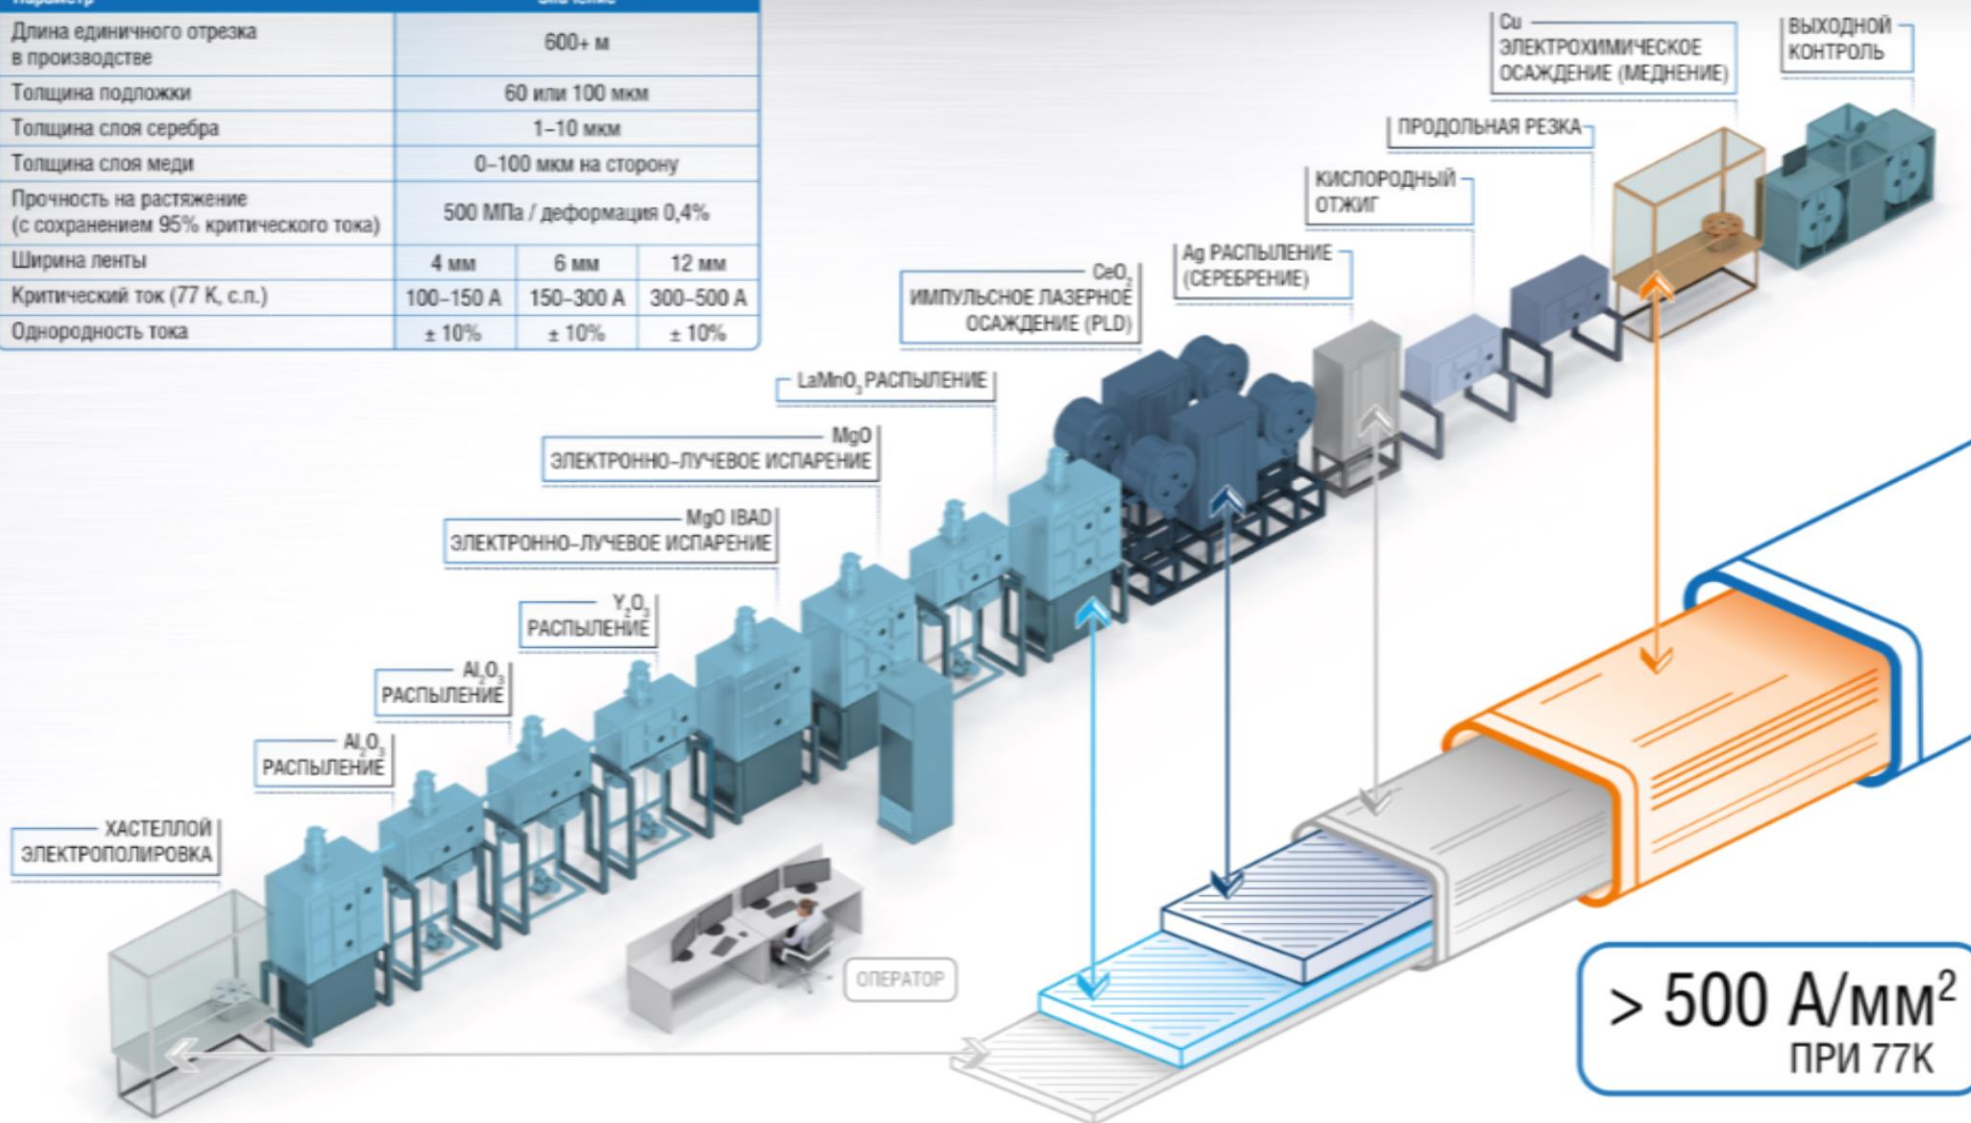 Параметр Значение
Длина единичного отрезка
в производстве
600+ м
Толщина подложки 60 или 100 мкм
Толщина слоя серебра 1–10 мкм
Толщина слоя меди 0–100 мкм на сторону
Прочность на растяжение
(с сохранением 95% критического тока)
500 МПа / деформация 0,4%
Ширина ленты 4 мм 6 мм 12 мм
Критический ток (77 К, с.п.) 100–150 А 150–300 А 300–500 А
Однородность тока ± 10% ± 10% ± 10%
ХАСТЕЛЛОЙ
ЭЛЕКТРОПОЛИРОВКА
Al₂O₃
РАСПЫЛЕНИЕ
Al₂O₃
РАСПЫЛЕНИЕ
Y₂O₃
РАСПЫЛЕНИЕ
MgO IBAD
ЭЛЕКТРОННО–ЛУЧЕВОЕ ИСПАРЕНИЕ
MgO
ЭЛЕКТРОННО–ЛУЧЕВОЕ ИСПАРЕНИЕ
LaMnO₃ РАСПЫЛЕНИЕ
CeO₂
ИМПУЛЬСНОЕ ЛАЗЕРНОЕ
ОСАЖДЕНИЕ (PLD)
Ag РАСПЫЛЕНИЕ
(СЕРЕБРЕНИЕ)
КИСЛОРОДНЫЙ
ОТЖИГ
ПРОДОЛЬНАЯ РЕЗКА
Cu
ЭЛЕКТРОХИМИЧЕСКОЕ
ОСАЖДЕНИЕ (МЕДНЕНИЕ)
ВЫХОДНОЙ
КОНТРОЛЬ
ОПЕРАТОР
> 500 А/мм²
ПРИ 77К